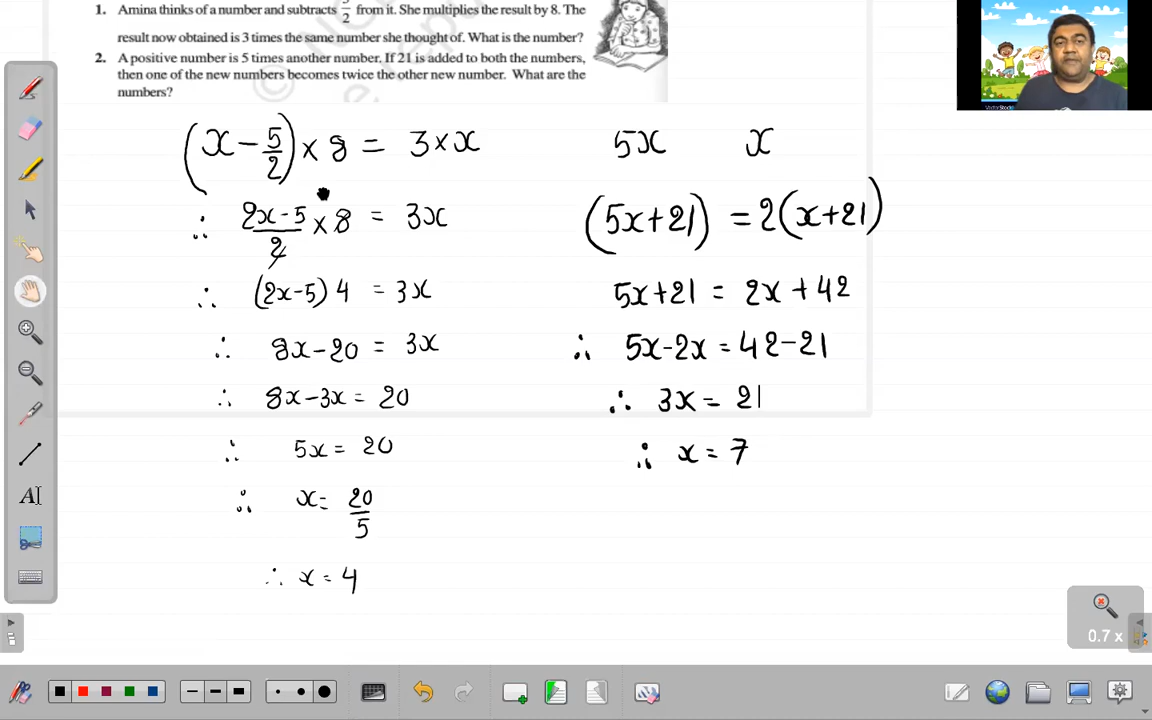 1. Amina thinks of a number and subtracts 5/2 from it. She multiplies the result by 8. The
result now obtained is 3 times the same number she thought of. What is the number?
2. A positive number is 5 times another number. If 21 is added to both the numbers,
then one of the new numbers becomes twice the other new number. What are the
numbers?
(x - 5/2) × 8 = 3 × x
∴ (2x-5)/2 × 8 = 3x
∴ (2x-5) 4 = 3x
∴ 8x - 20 = 3x
∴ 8x - 3x = 20
∴ 5x = 20
∴ x = 20/5
∴ x = 4
5x x
(5x+21) = 2(x+21)
5x+21 = 2x+42
∴ 5x-2x = 42-21
∴ 3x = 21
∴ x = 7
AI
0.7 x